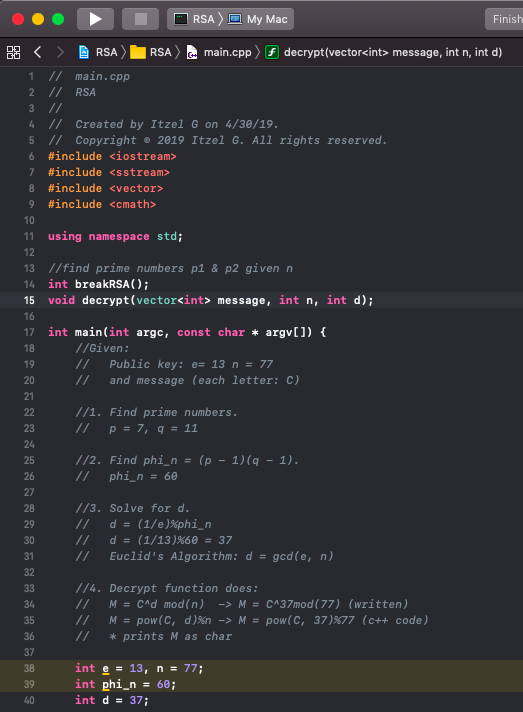 RSA > My Mac
Finish
RSA > RSA > main.cpp > f decrypt(vector<int> message, int n, int d)
1 //  main.cpp
2 //  RSA
3 //
4 //  Created by Itzel G on 4/30/19.
5 //  Copyright © 2019 Itzel G. All rights reserved.
6 #include <iostream>
7 #include <sstream>
8 #include <vector>
9 #include <cmath>
10
11 using namespace std;
12
13 //find prime numbers p1 & p2 given n
14 int breakRSA();
15 void decrypt(vector<int> message, int n, int d);
16
17 int main(int argc, const char * argv[]) {
18     //Given:
19     //   Public key: e= 13 n = 77
20     //   and message (each letter: C)
21
22     //1. Find prime numbers.
23     //   p = 7, q = 11
24
25     //2. Find phi_n = (p - 1)(q - 1).
26     //   phi_n = 60
27
28     //3. Solve for d.
29     //   d = (1/e)%phi_n
30     //   d = (1/13)%60 = 37
31     //   Euclid's Algorithm: d = gcd(e, n)
32
33     //4. Decrypt function does:
34     //   M = C^d mod(n)  -> M = C^37mod(77) (written)
35     //   M = pow(C, d)%n -> M = pow(C, 37)%77 (c++ code)
36     //   * prints M as char
37
38     int e = 13, n = 77;
39     int phi_n = 60;
40     int d = 37;